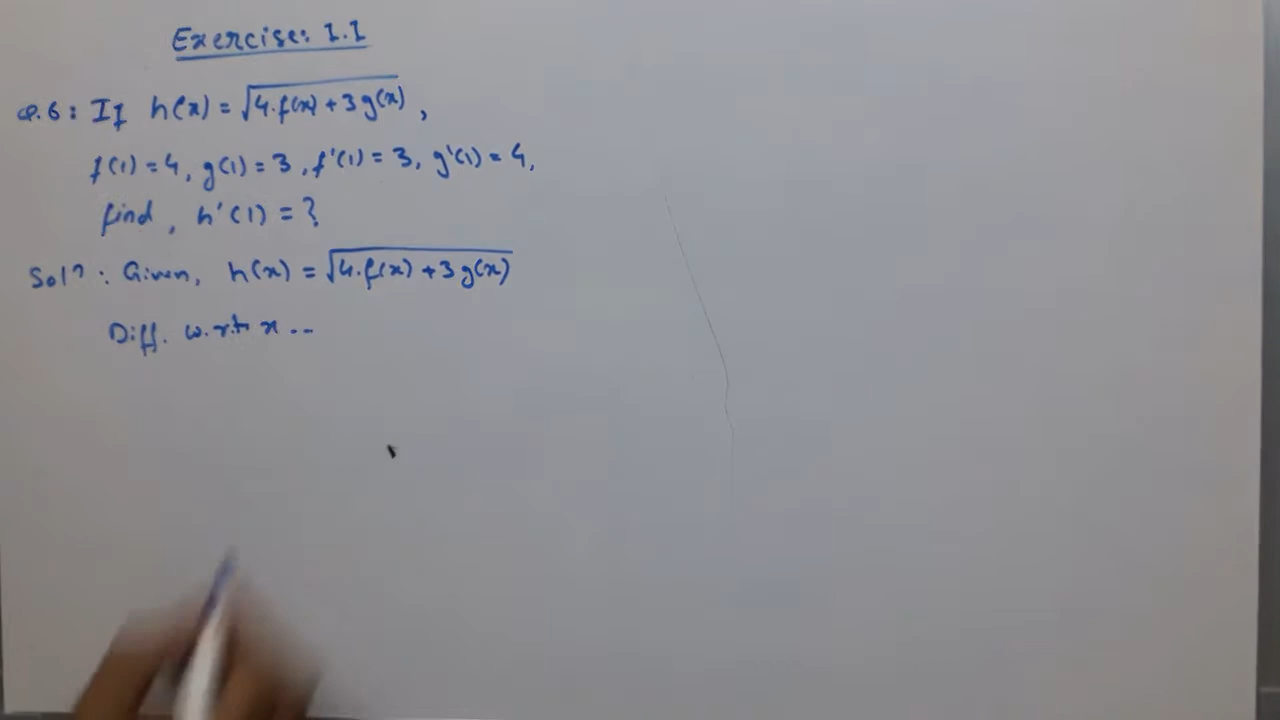 Exercise: 1.1
Q.6: If h(x) = √4.f(x) + 3g(x),
f(1) = 4, g(1) = 3, f'(1) = 3, g'(1) = 4,
find, h'(1) = ?
Solⁿ: Given, h(x) = √4.f(x) + 3g(x)
Diff. w.r.t. x ..